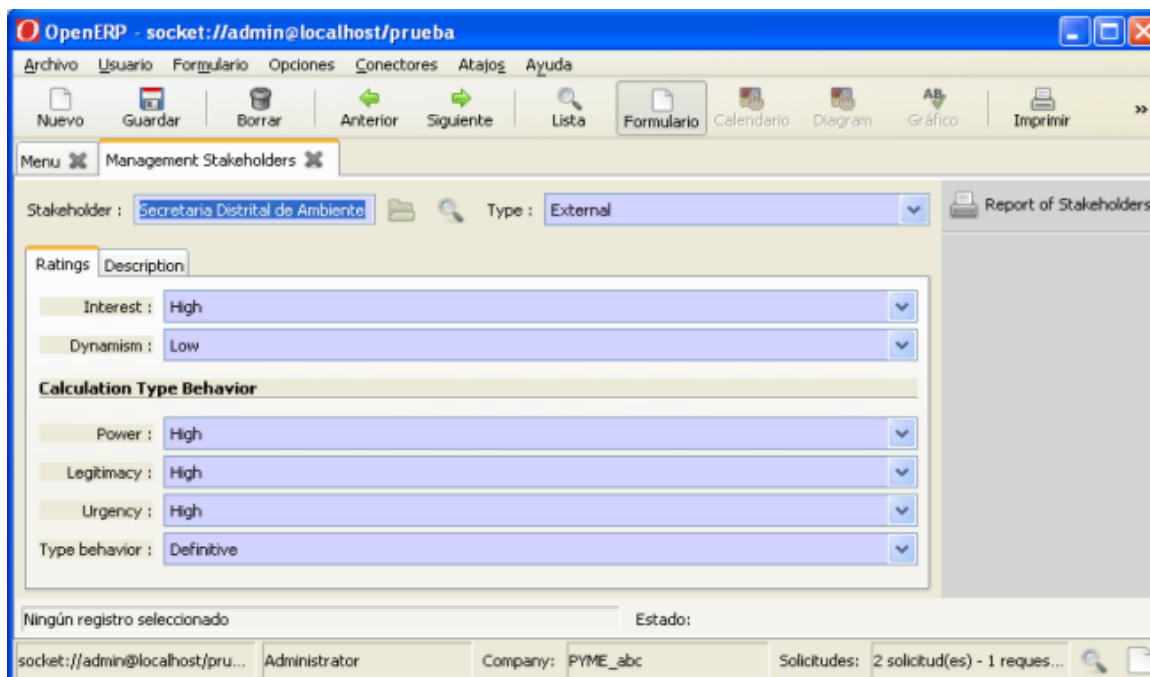 OpenERP - socket://admin@localhost/prueba
Archivo Usuario Formulario Opciones Conectores Atajos Ayuda
Nuevo Guardar Borrar Anterior Siguiente Lista Formulario Calendario Diagram Gráfico Imprimir »
Menu Management Stakeholders
Stakeholder : Secretaria Distrital de Ambiente Type : External Report of Stakeholders
Ratings Description
Interest : High
Dynamism : Low
Calculation Type Behavior
Power : High
Legitimacy : High
Urgency : High
Type behavior : Definitive
Ningún registro seleccionado Estado:
socket://admin@localhost/pru... Administrator Company: PYME_abc Solicitudes: 2 solicitud(es) - 1 reques...